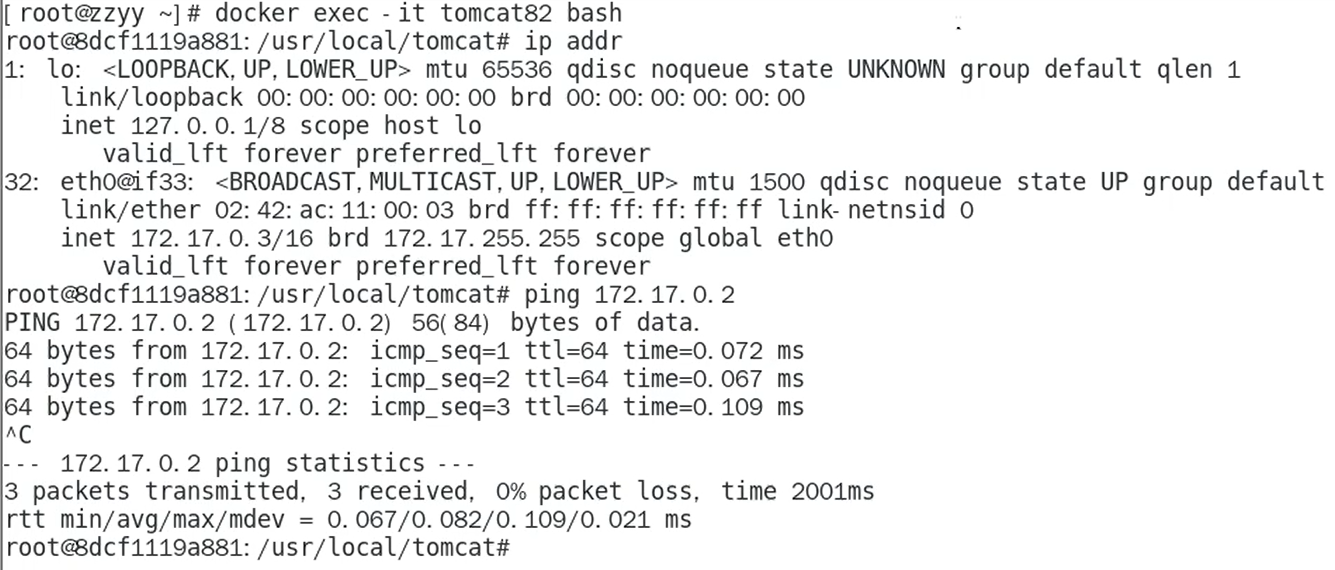 [root@zzyy ~]# docker exec -it tomcat82 bash
root@8dcf1119a881:/usr/local/tomcat# ip addr
1: lo: <LOOPBACK,UP,LOWER_UP> mtu 65536 qdisc noqueue state UNKNOWN group default qlen 1
    link/loopback 00:00:00:00:00:00 brd 00:00:00:00:00:00
    inet 127.0.0.1/8 scope host lo
       valid_lft forever preferred_lft forever
32: eth0@if33: <BROADCAST,MULTICAST,UP,LOWER_UP> mtu 1500 qdisc noqueue state UP group default
    link/ether 02:42:ac:11:00:03 brd ff:ff:ff:ff:ff:ff link-netnsid 0
    inet 172.17.0.3/16 brd 172.17.255.255 scope global eth0
       valid_lft forever preferred_lft forever
root@8dcf1119a881:/usr/local/tomcat# ping 172.17.0.2
PING 172.17.0.2 (172.17.0.2) 56(84) bytes of data.
64 bytes from 172.17.0.2: icmp_seq=1 ttl=64 time=0.072 ms
64 bytes from 172.17.0.2: icmp_seq=2 ttl=64 time=0.067 ms
64 bytes from 172.17.0.2: icmp_seq=3 ttl=64 time=0.109 ms
^C
--- 172.17.0.2 ping statistics ---
3 packets transmitted, 3 received, 0% packet loss, time 2001ms
rtt min/avg/max/mdev = 0.067/0.082/0.109/0.021 ms
root@8dcf1119a881:/usr/local/tomcat#